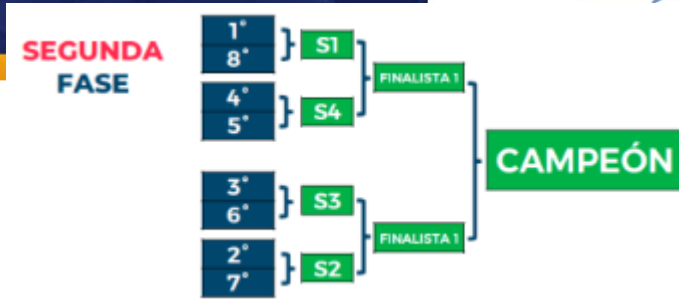 SEGUNDA
FASE
1°
8°
S1
4°
5°
S4
FINALISTA 1
3°
6°
S3
2°
7°
S2
FINALISTA 1
CAMPEÓN